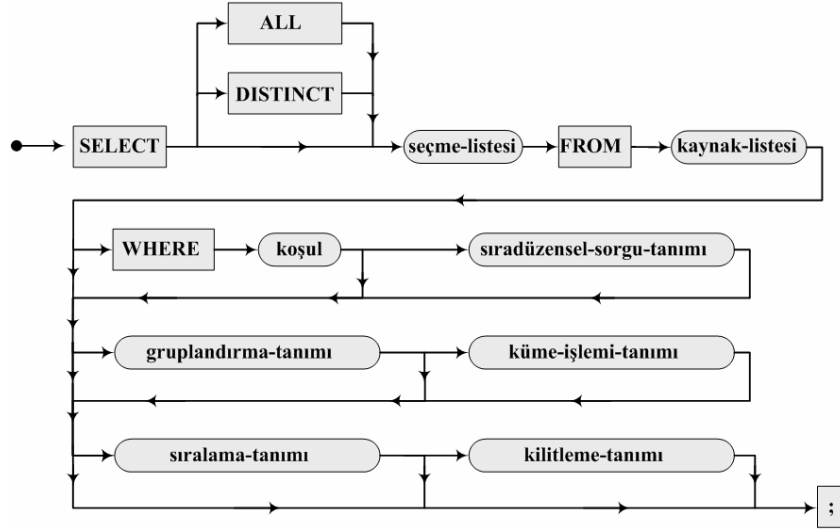 ALL
DISTINCT
SELECT seçme-listesi FROM kaynak-listesi
WHERE koşul sıradüzensel-sorgu-tanımı
gruplandırma-tanımı küme-işlemi-tanımı
sıralama-tanımı kilitleme-tanımı
;